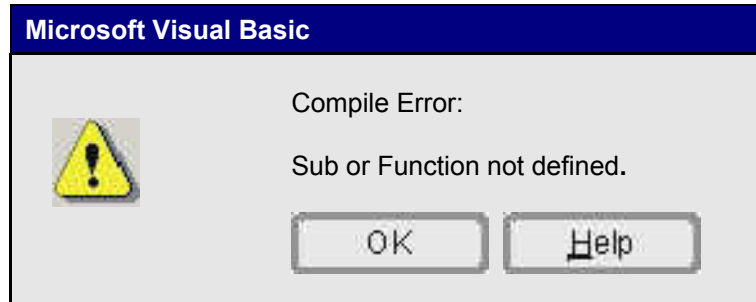 Microsoft Visual Basic
Compile Error:
Sub or Function not defined.
OK Help